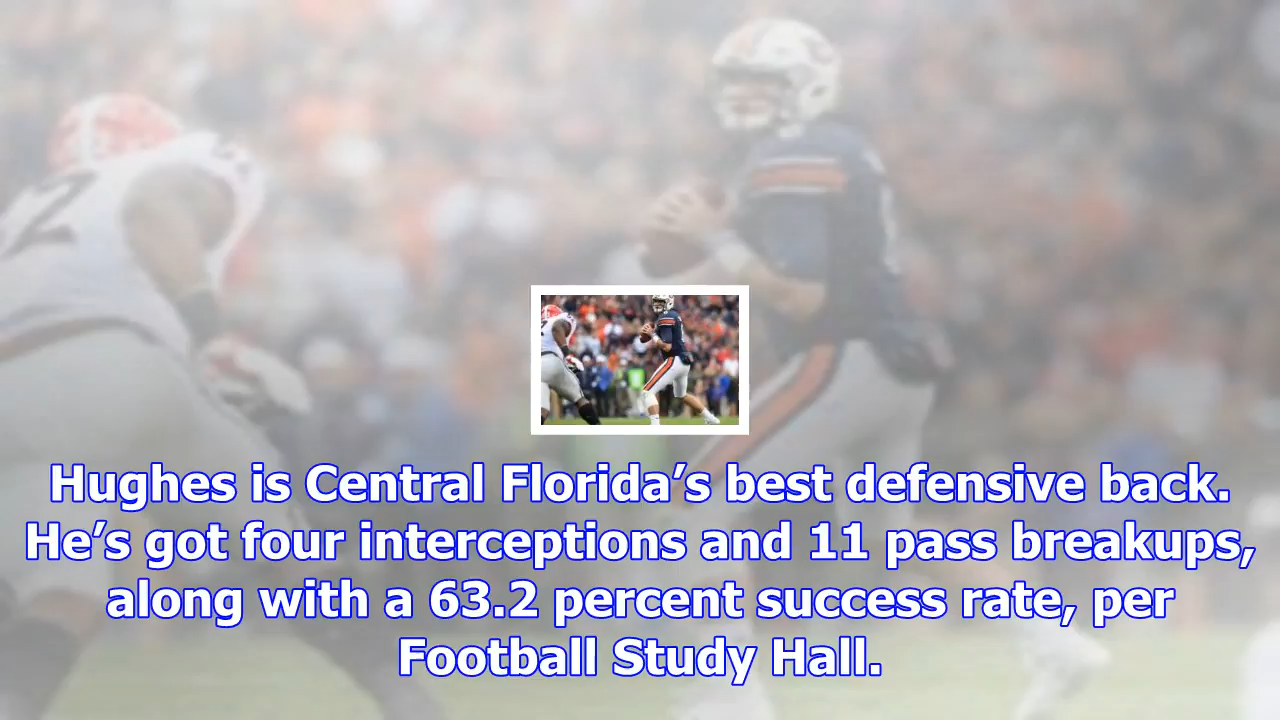 Hughes is Central Florida’s best defensive back.
He’s got four interceptions and 11 pass breakups,
along with a 63.2 percent success rate, per
Football Study Hall.